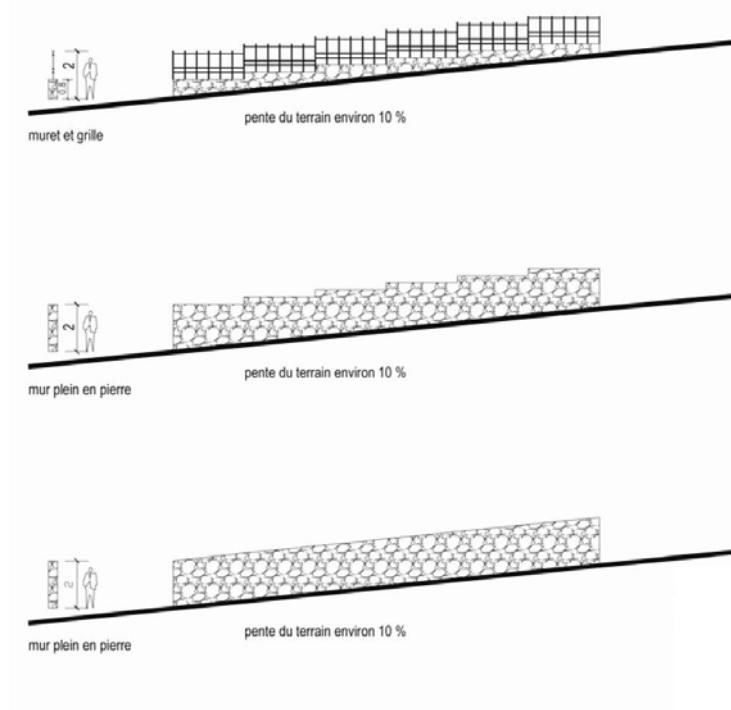 2
0.8
pente du terrain environ 10 %
muret et grille
2
pente du terrain environ 10 %
mur plein en pierre
2
pente du terrain environ 10 %
mur plein en pierre